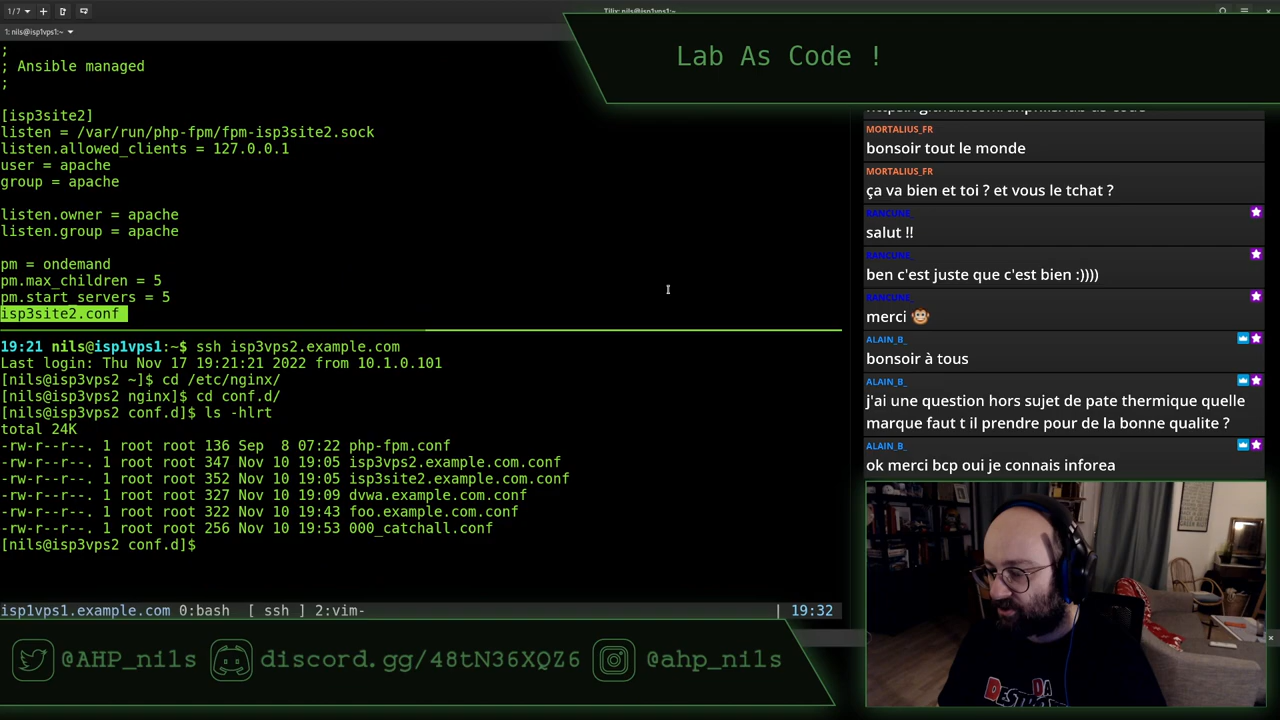 1/7
Tilix: nils@isp1vps1:~
1: nils@isp1vps1:~
Lab As Code !
;
; Ansible managed
;
[isp3site2]
listen = /var/run/php-fpm/fpm-isp3site2.sock
listen.allowed_clients = 127.0.0.1
user = apache
group = apache
listen.owner = apache
listen.group = apache
pm = ondemand
pm.max_children = 5
pm.start_servers = 5
isp3site2.conf
19:21 nils@isp1vps1:~$ ssh isp3vps2.example.com
Last login: Thu Nov 17 19:21:21 2022 from 10.1.0.101
[nils@isp3vps2 ~]$ cd /etc/nginx/
[nils@isp3vps2 nginx]$ cd conf.d/
[nils@isp3vps2 conf.d]$ ls -hlrt
total 24K
-rw-r--r--. 1 root root 136 Sep  8 07:22 php-fpm.conf
-rw-r--r--. 1 root root 347 Nov 10 19:05 isp3vps2.example.com.conf
-rw-r--r--. 1 root root 352 Nov 10 19:05 isp3site2.example.com.conf
-rw-r--r--. 1 root root 327 Nov 10 19:09 dvwa.example.com.conf
-rw-r--r--. 1 root root 322 Nov 10 19:43 foo.example.com.conf
-rw-r--r--. 1 root root 256 Nov 10 19:53 000_catchall.conf
[nils@isp3vps2 conf.d]$
isp1vps1.example.com 0:bash  [ ssh ] 2:vim- | 19:32
MORTALIUS_FR
bonsoir tout le monde
MORTALIUS_FR
ça va bien et toi ? et vous le tchat ?
RANCUNE_
salut !!
RANCUNE_
ben c'est juste que c'est bien :))))
RANCUNE_
merci 🐵
ALAIN_B_
bonsoir à tous
ALAIN_B_
j'ai une question hors sujet de pate thermique quelle
marque faut t il prendre pour de la bonne qualite ?
ALAIN_B_
ok merci bcp oui je connais inforea
@AHP_nils discord.gg/48tN36XQZ6 @ahp_nils